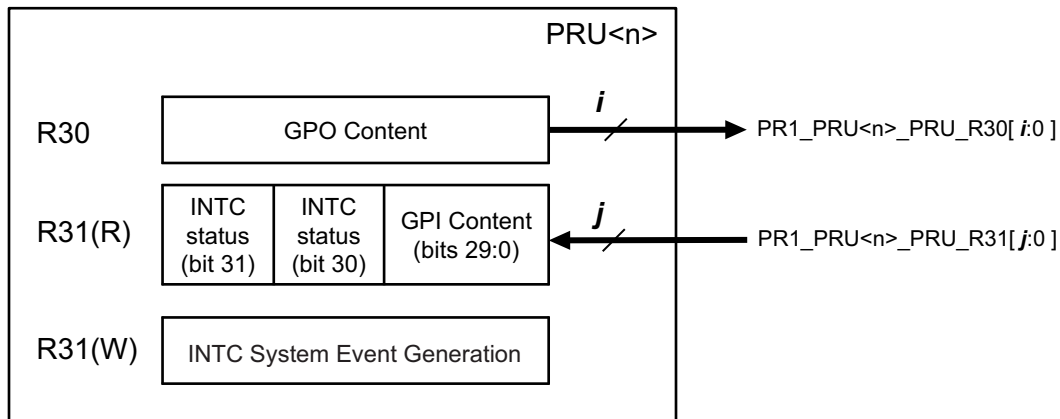 PRU<n>
i
R30
GPO Content
PR1_PRU<n>_PRU_R30[ i:0 ]
R31(R)
INTC
status
(bit 31)
INTC
status
(bit 30)
GPI Content
(bits 29:0)
j
PR1_PRU<n>_PRU_R31[ j:0 ]
R31(W)
INTC System Event Generation